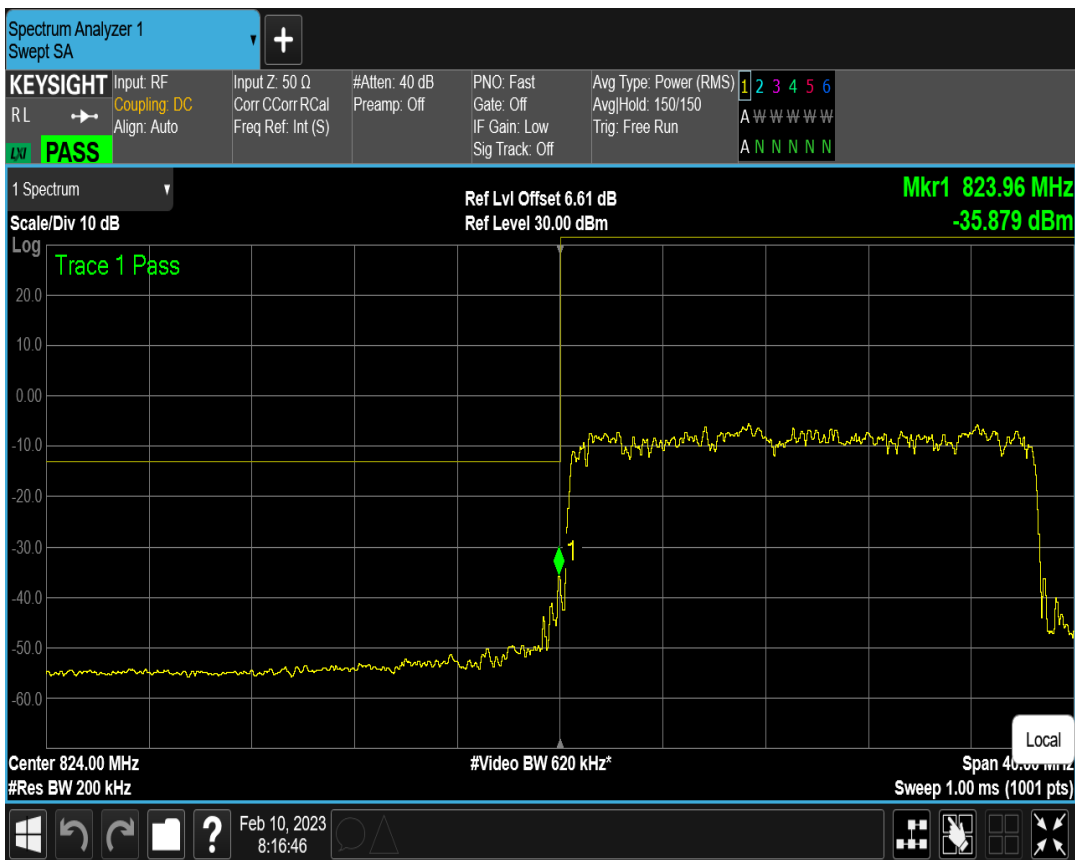 Spectrum Analyzer 1
Swept SA
+
KEYSIGHT
R L
LXI
PASS
Input: RF
Coupling: DC
Align: Auto
Input Z: 50 Ω
Corr CCorr RCal
Freq Ref: Int (S)
#Atten: 40 dB
Preamp: Off
PNO: Fast
Gate: Off
IF Gain: Low
Sig Track: Off
Avg Type: Power (RMS)
Avg|Hold: 150/150
Trig: Free Run
1 2 3 4 5 6
A W W W W W
A N N N N N
1 Spectrum
Scale/Div 10 dB
Ref Lvl Offset 6.61 dB
Ref Level 30.00 dBm
Mkr1 823.96 MHz
-35.879 dBm
Log
Trace 1 Pass
20.0
10.0
0.00
-10.0
-20.0
-30.0
1
-40.0
-50.0
-60.0
Local
Center 824.00 MHz
#Video BW 620 kHz*
Span 40.00 MHz
#Res BW 200 kHz
Sweep 1.00 ms (1001 pts)
?
Feb 10, 2023
8:16:46